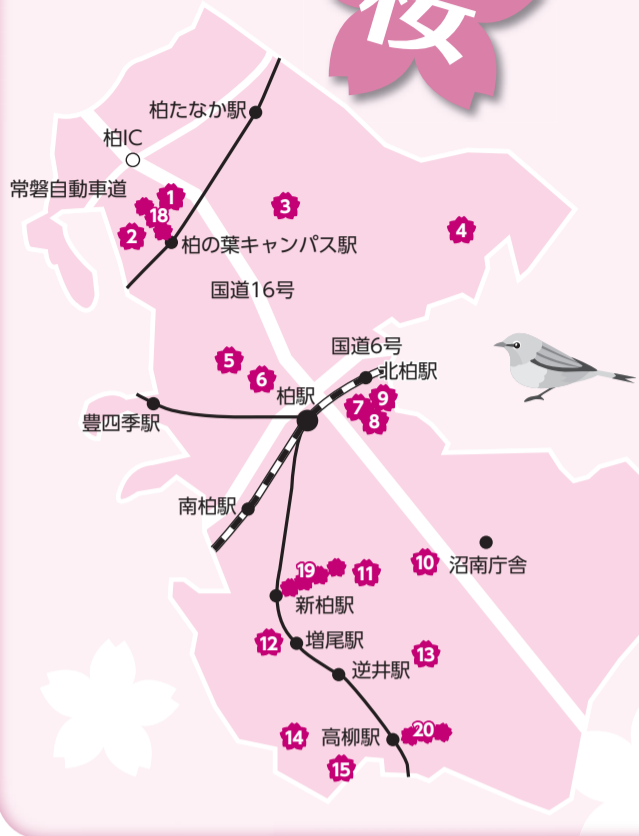 桜
柏たなか駅
柏IC
常磐自動車道
1
18
2
3
4
柏の葉キャンパス駅
国道16号
国道6号
5
6
北柏駅
柏駅
7
9
8
豊四季駅
南柏駅
19
11
10
沼南庁舎
新柏駅
12
増尾駅
13
逆井駅
14
高柳駅
20
15